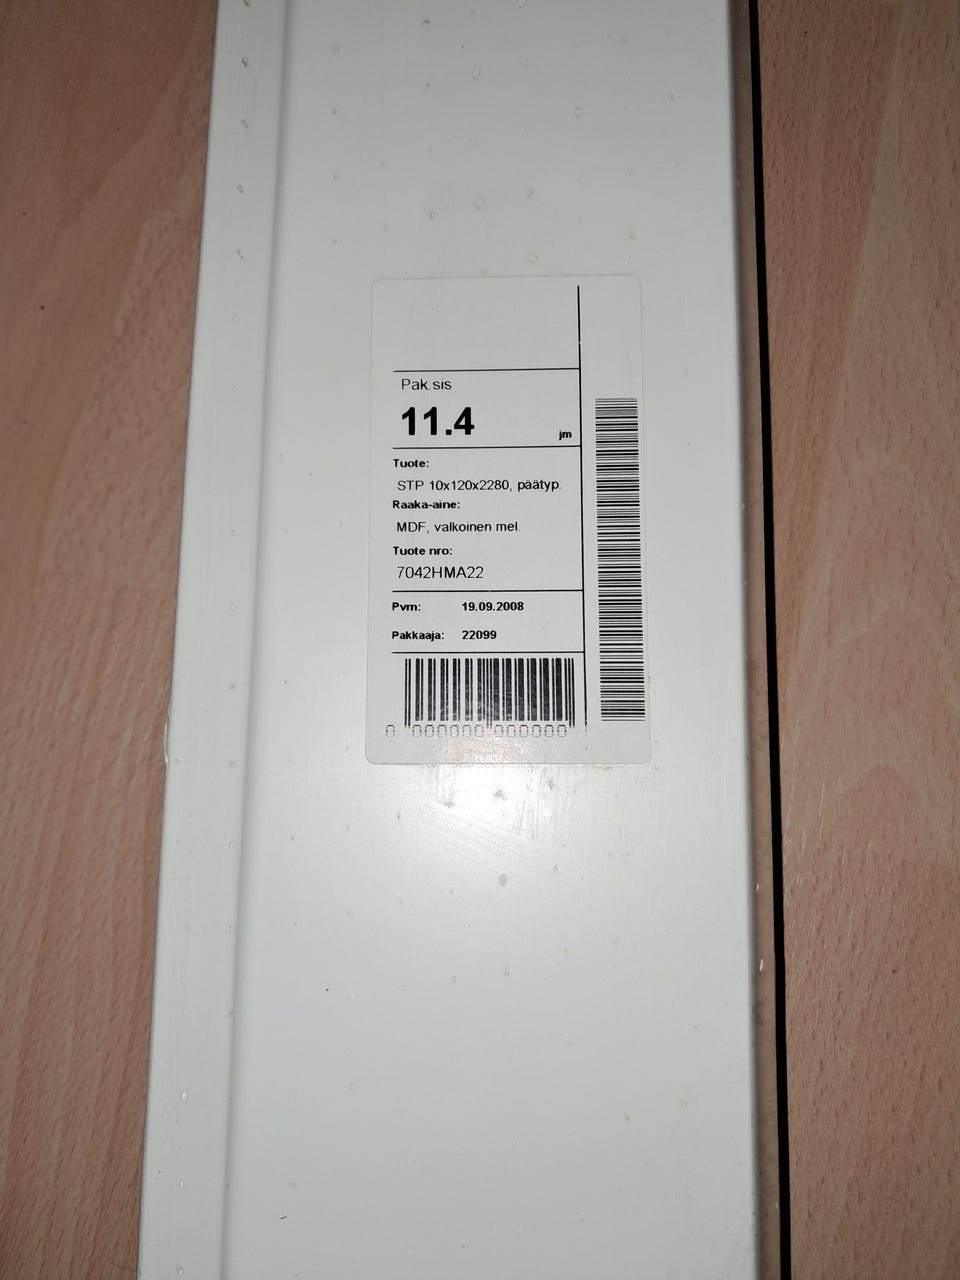 Pak.sis
11.4 jm
Tuote:
STP 10x120x2280, päätyp.
Raaka-aine:
MDF, valkoinen mel.
Tuote nro:
7042HMA22
Pvm: 19.09.2008
Pakkaaja: 22099
0 000000 000000